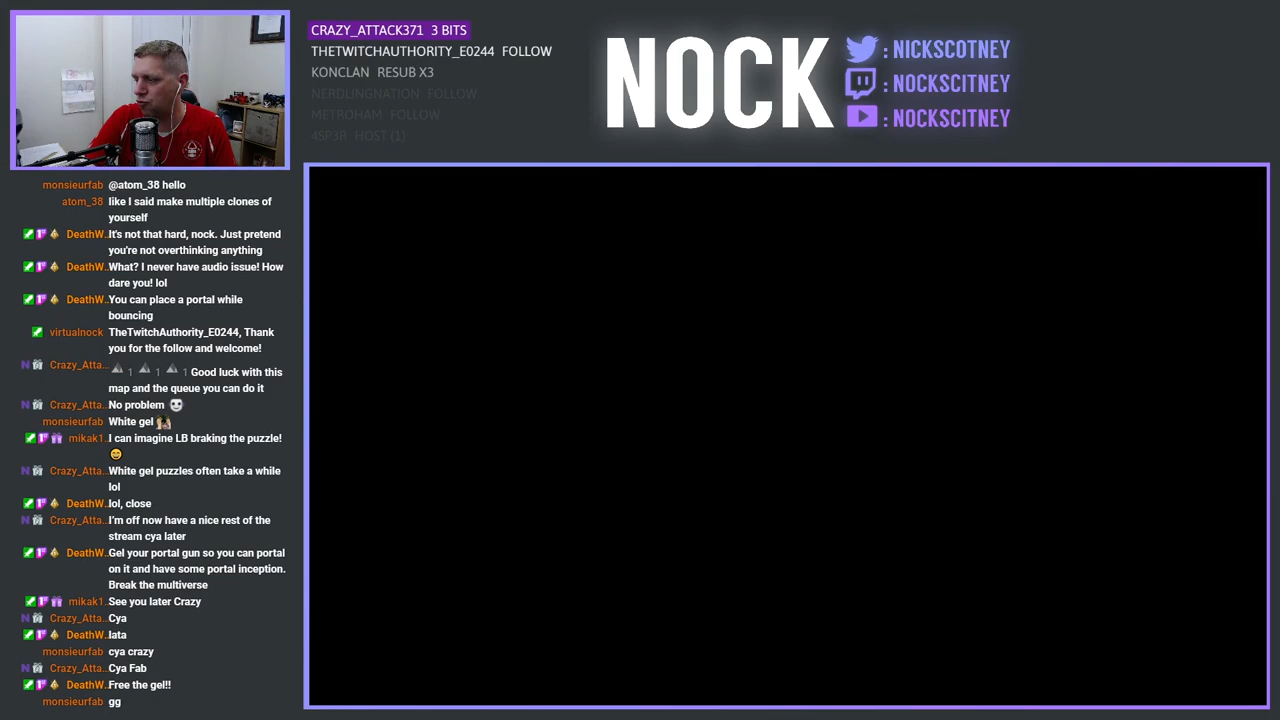 CRAZY_ATTACK371 3 BITS
THETWITCHAUTHORITY_E0244 FOLLOW
KONCLAN RESUB X3
NERDLINGNATION FOLLOW
METROHAM FOLLOW
4SP3R HOST (1)
NOCK
: NICKSCOTNEY
: NOCKSCITNEY
: NOCKSCITNEY
monsieurfab @atom_38 hello
atom_38 like I said make multiple clones of
yourself
DeathW.. It's not that hard, nock. Just pretend
you're not overthinking anything
DeathW.. What? I never have audio issue! How
dare you! lol
DeathW.. You can place a portal while
bouncing
virtualnock TheTwitchAuthority_E0244, Thank
you for the follow and welcome!
N Crazy_Atta... 1 1 1 Good luck with this
map and the queue you can do it
N Crazy_Atta... No problem
monsieurfab White gel
mikak1.. I can imagine LB braking the puzzle!
N Crazy_Atta... White gel puzzles often take a while
lol
DeathW.. lol, close
N Crazy_Atta... I'm off now have a nice rest of the
stream cya later
DeathW.. Gel your portal gun so you can portal
on it and have some portal inception.
Break the multiverse
mikak1.. See you later Crazy
N Crazy_Atta... Cya
DeathW.. lata
monsieurfab cya crazy
N Crazy_Atta... Cya Fab
DeathW.. Free the gel!!
monsieurfab gg